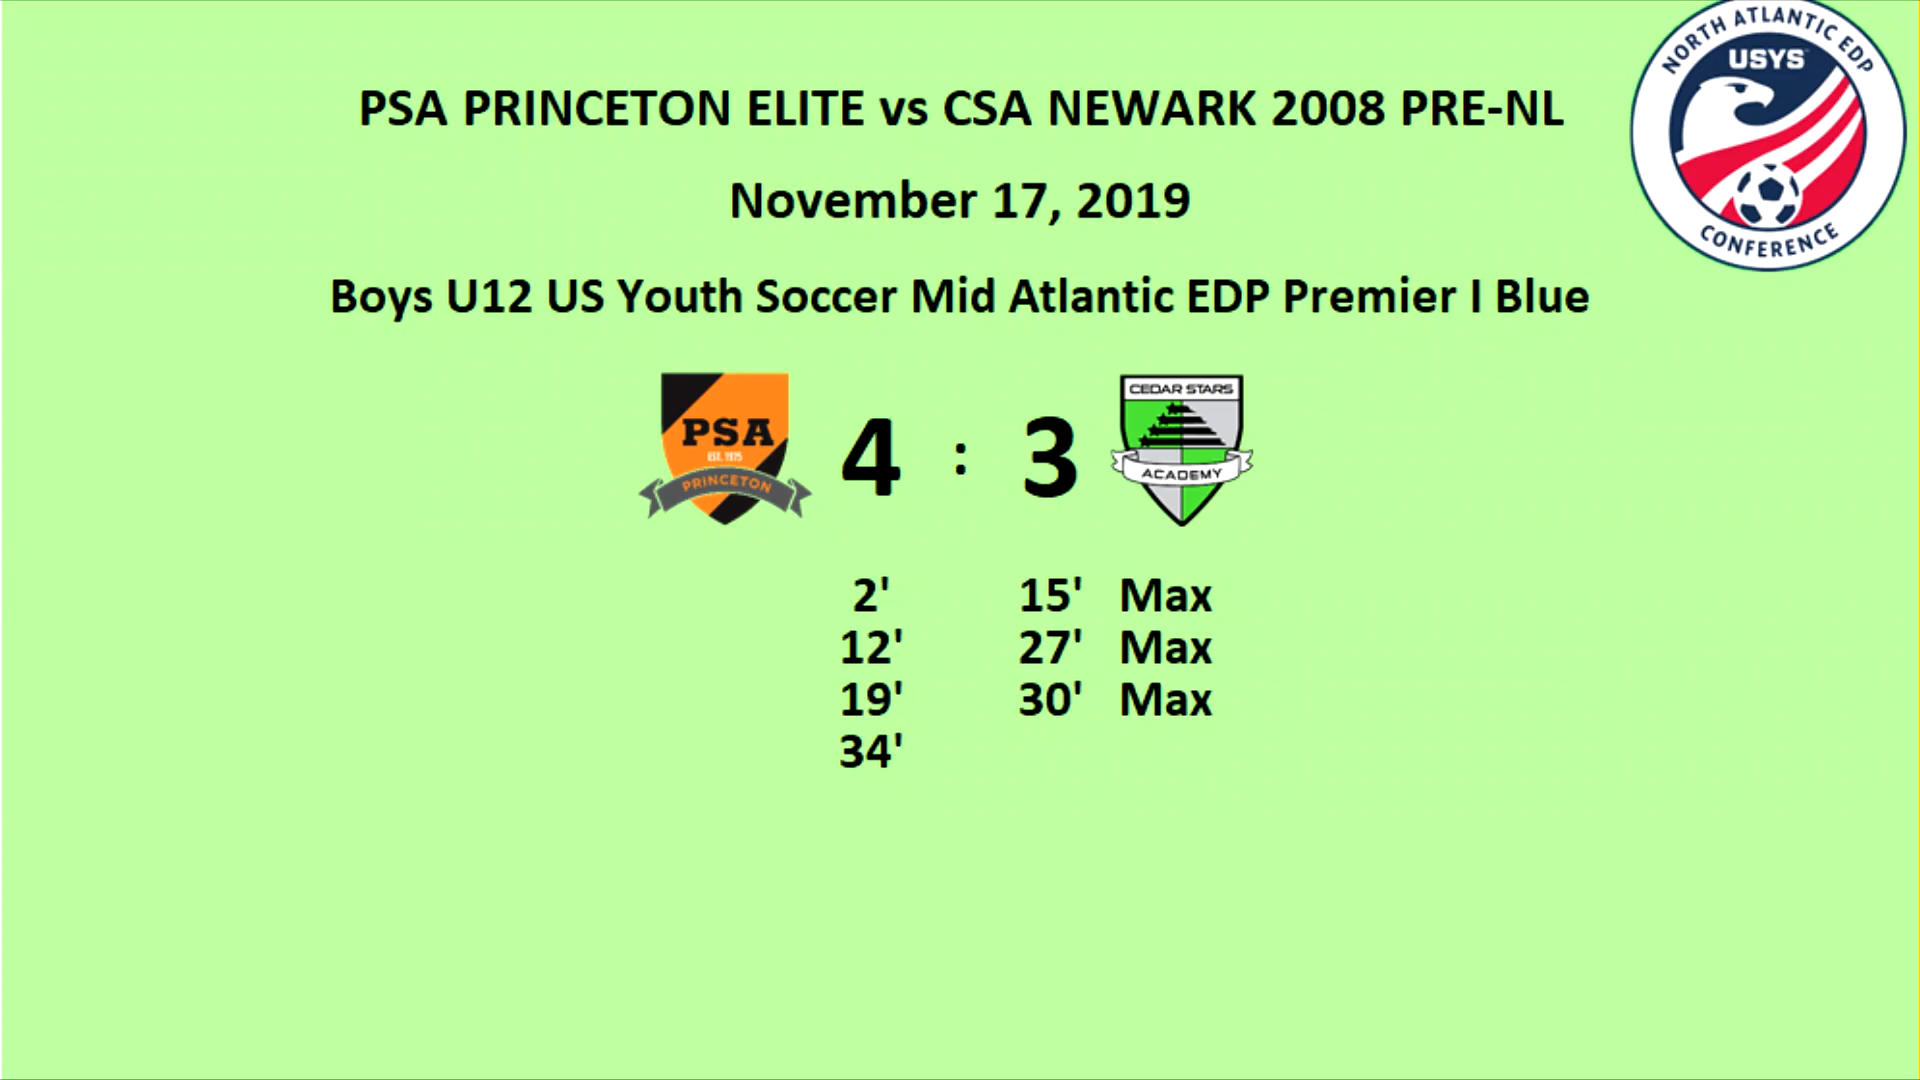 NORTH ATLANTIC EDP
USYS
CONFERENCE
PSA PRINCETON ELITE vs CSA NEWARK 2008 PRE-NL
November 17, 2019
Boys U12 US Youth Soccer Mid Atlantic EDP Premier I Blue
PSA
EST. 1975
PRINCETON
4 : 3
CEDAR STARS
ACADEMY
2' 15' Max
12' 27' Max
19' 30' Max
34'